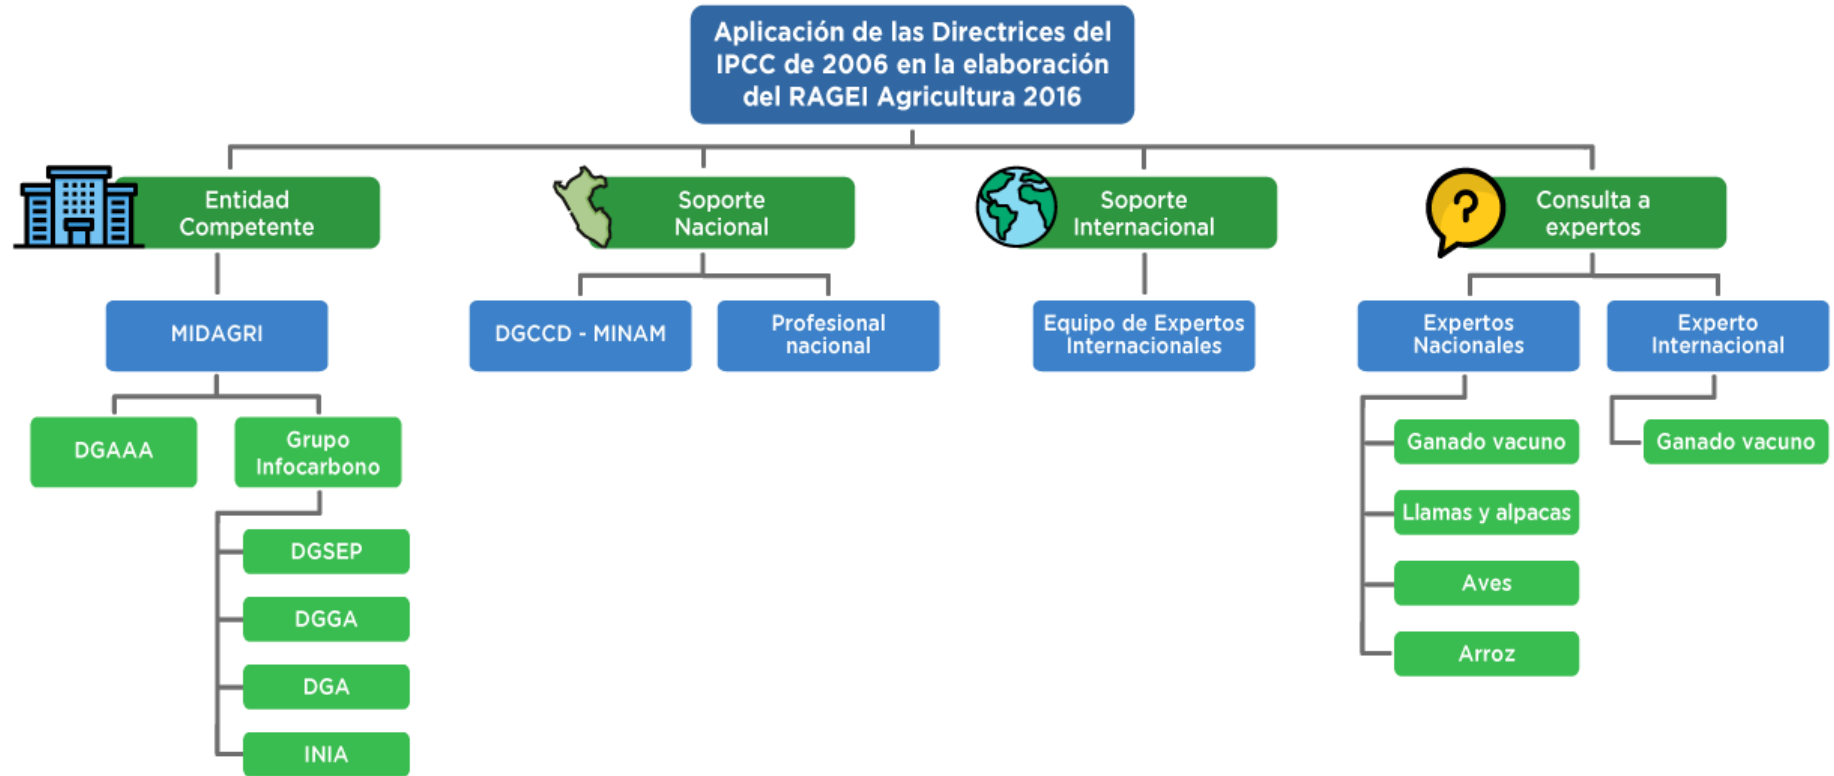 Aplicación de las Directrices del
IPCC de 2006 en la elaboración
del RAGEI Agricultura 2016
Entidad
Competente
Soporte
Nacional
Soporte
Internacional
Consulta a
expertos
MIDAGRI
DGCCD - MINAM
Profesional
nacional
Equipo de Expertos
Internacionales
Expertos
Nacionales
Experto
Internacional
DGAAA
Grupo
Infocarbono
DGSEP
DGGA
DGA
INIA
Ganado vacuno
Llamas y alpacas
Aves
Arroz
Ganado vacuno